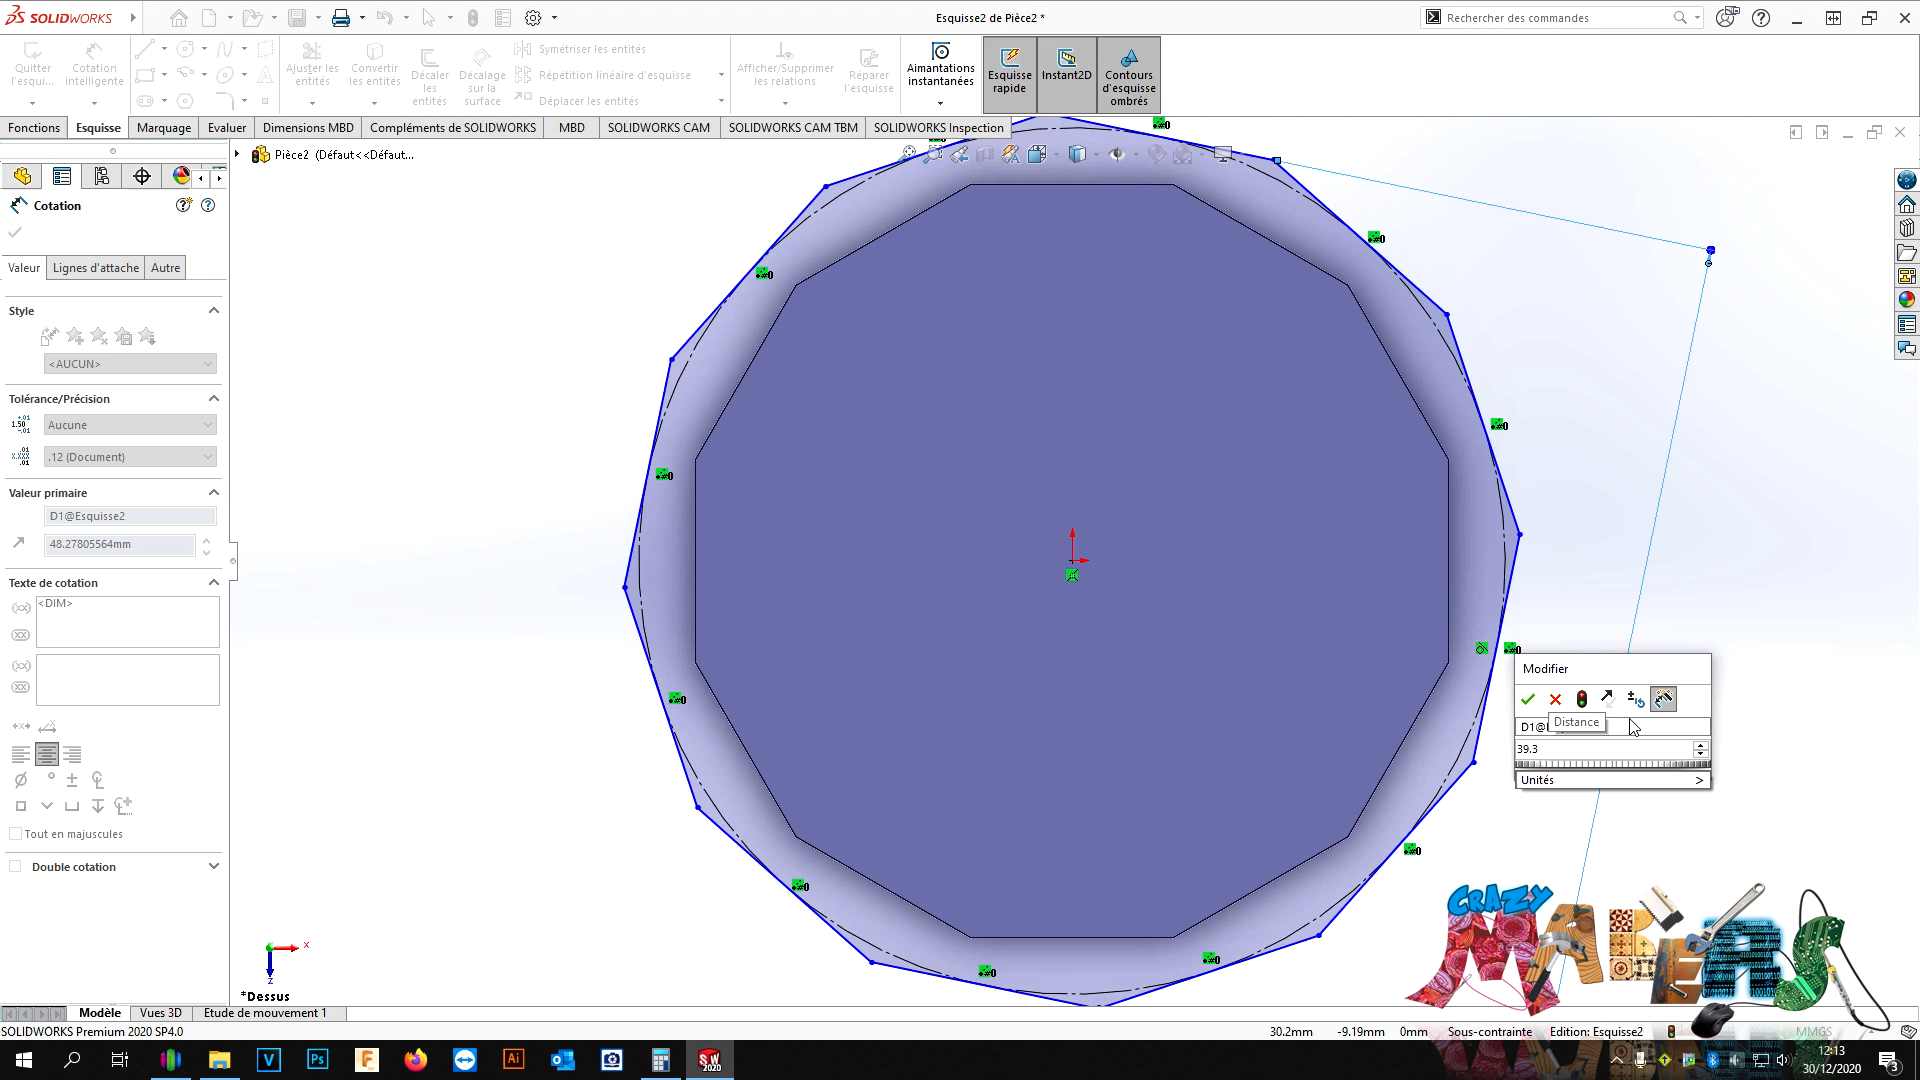 SOLIDWORKS
Esquisse2 de Pièce2 *
Rechercher des commandes
Quitter l'esqui...
Cotation intelligente
Ajuster les entités
Convertir les entités
Décaler les entités
Décalage sur la surface
Symétriser les entités
Répétition linéaire d'esquisse
Déplacer les entités
Afficher/Supprimer les relations
Réparer l'esquisse
Aimantations instantanées
Esquisse rapide
Instant2D
Contours d'esquisse ombrés
Fonctions
Esquisse
Marquage
Evaluer
Dimensions MBD
Compléments de SOLIDWORKS
MBD
SOLIDWORKS CAM
SOLIDWORKS CAM TBM
SOLIDWORKS Inspection
Pièce2 (Défaut<<Défaut...
Cotation
Valeur
Lignes d'attache
Autre
Style
<AUCUN>
Tolérance/Précision
Aucune
.12 (Document)
Valeur primaire
D1@Esquisse2
48.27805564mm
Texte de cotation
<DIM>
Tout en majuscules
Double cotation
Modifier
Distance
39.3
Unités >
*Dessus
CRAZY
MAKERS
Modèle
Vues 3D
Etude de mouvement 1
SOLIDWORKS Premium 2020 SP4.0
30.2mm
-9.19mm
0mm
Sous-contrainte
Edition: Esquisse2
MMGS
12:13
30/12/2020